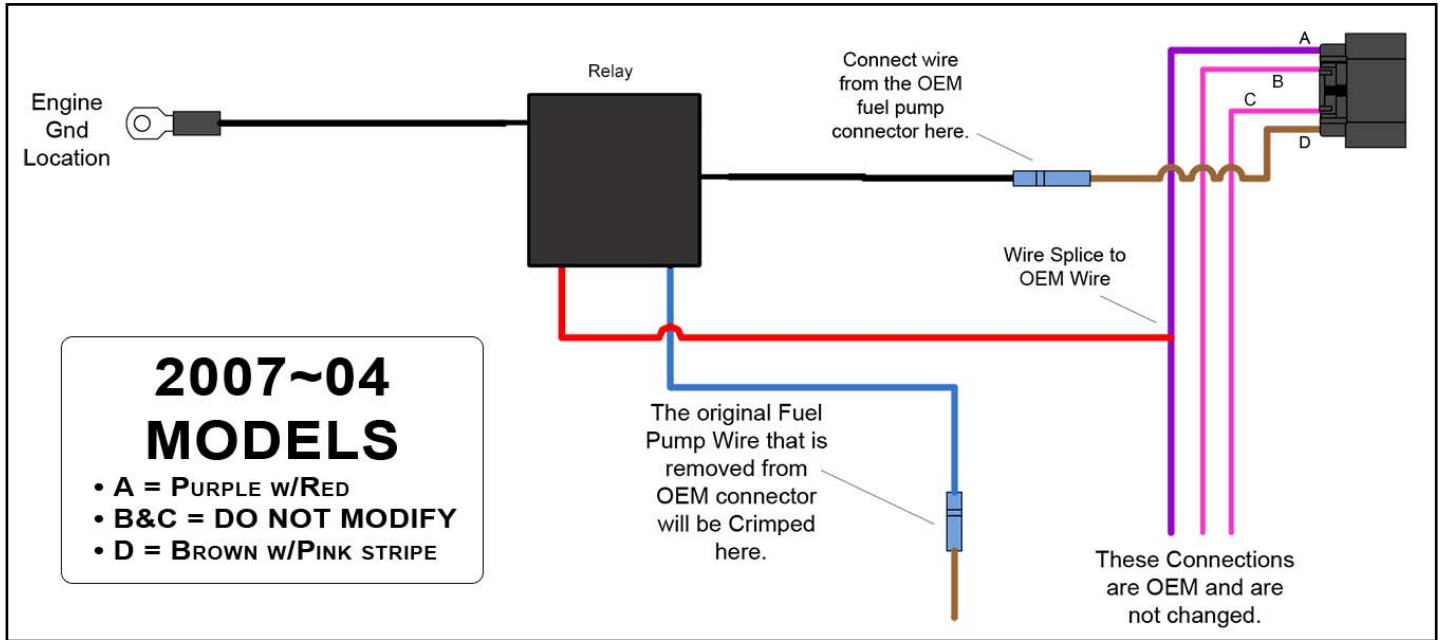 Relay
Engine
Gnd
Location
Connect wire
from the OEM
fuel pump
connector here.
A
B
C
D
Wire Splice to
OEM Wire
2007~04
MODELS
• A = PURPLE W/RED
• B&C = DO NOT MODIFY
• D = BROWN W/PINK STRIPE
The original Fuel
Pump Wire that is
removed from
OEM connector
will be Crimped
here.
These Connections
are OEM and are
not changed.